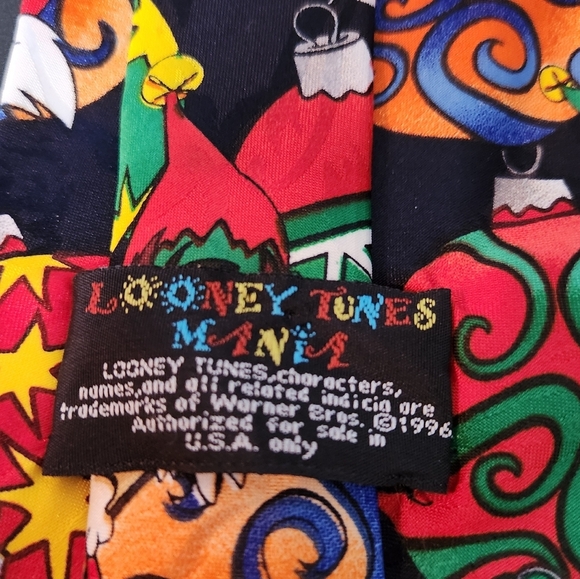 LOONEY TUNES
MANIA
LOONEY TUNES,characters,
names,and all related indicia are
trademarks of Warner Bros. ©1996
Authorized for sale in
U.S.A. only